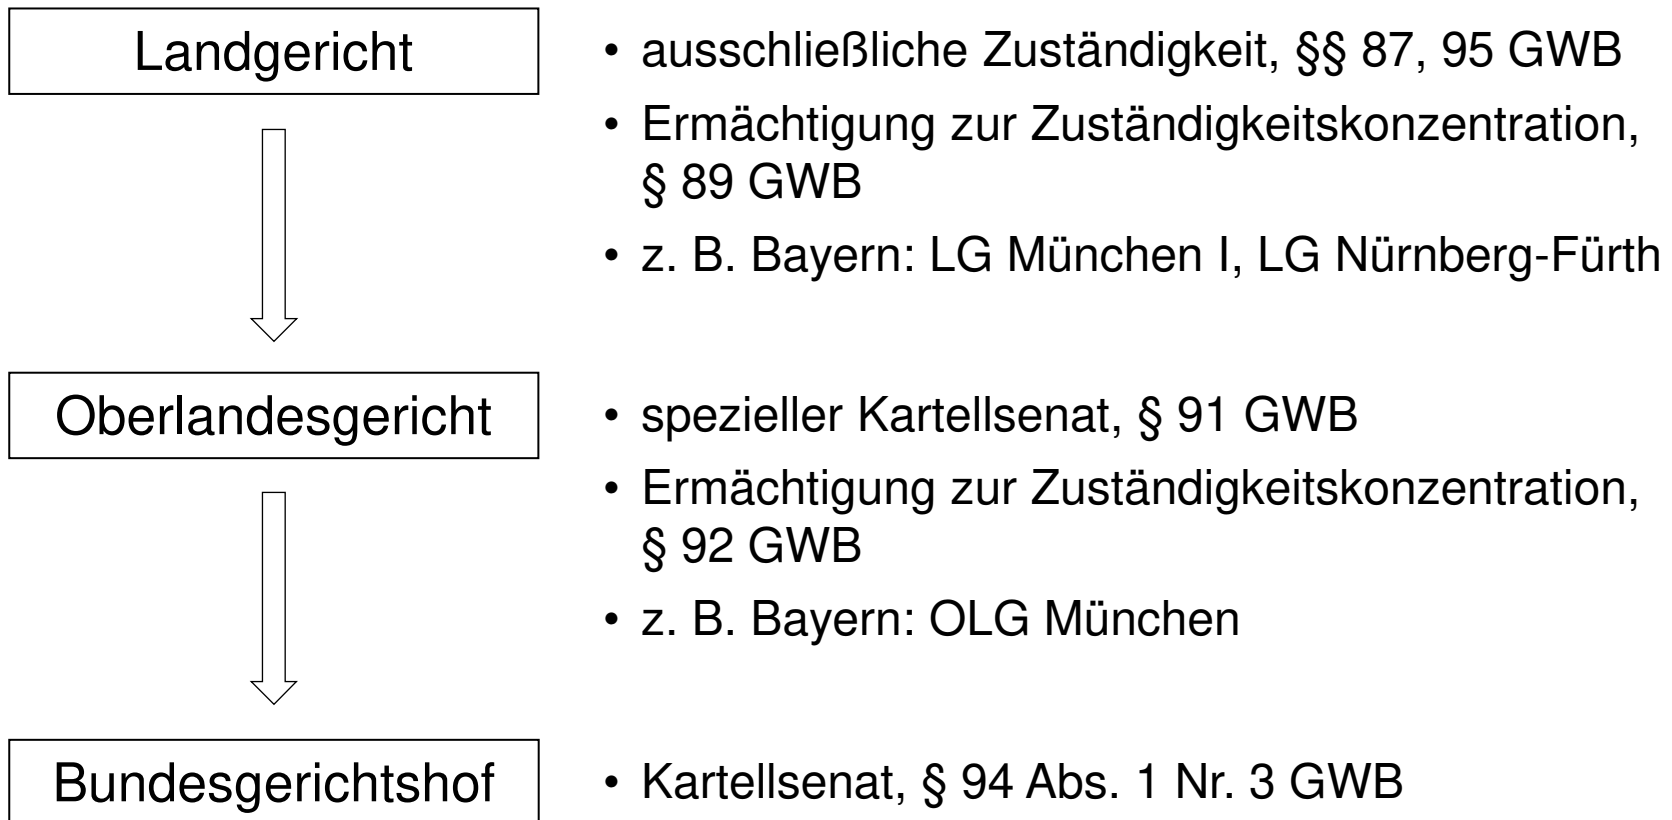 Landgericht
• ausschließliche Zuständigkeit, §§ 87, 95 GWB
• Ermächtigung zur Zuständigkeitskonzentration,
§ 89 GWB
• z. B. Bayern: LG München I, LG Nürnberg-Fürth
Oberlandesgericht
• spezieller Kartellsenat, § 91 GWB
• Ermächtigung zur Zuständigkeitskonzentration,
§ 92 GWB
• z. B. Bayern: OLG München
Bundesgerichtshof
• Kartellsenat, § 94 Abs. 1 Nr. 3 GWB